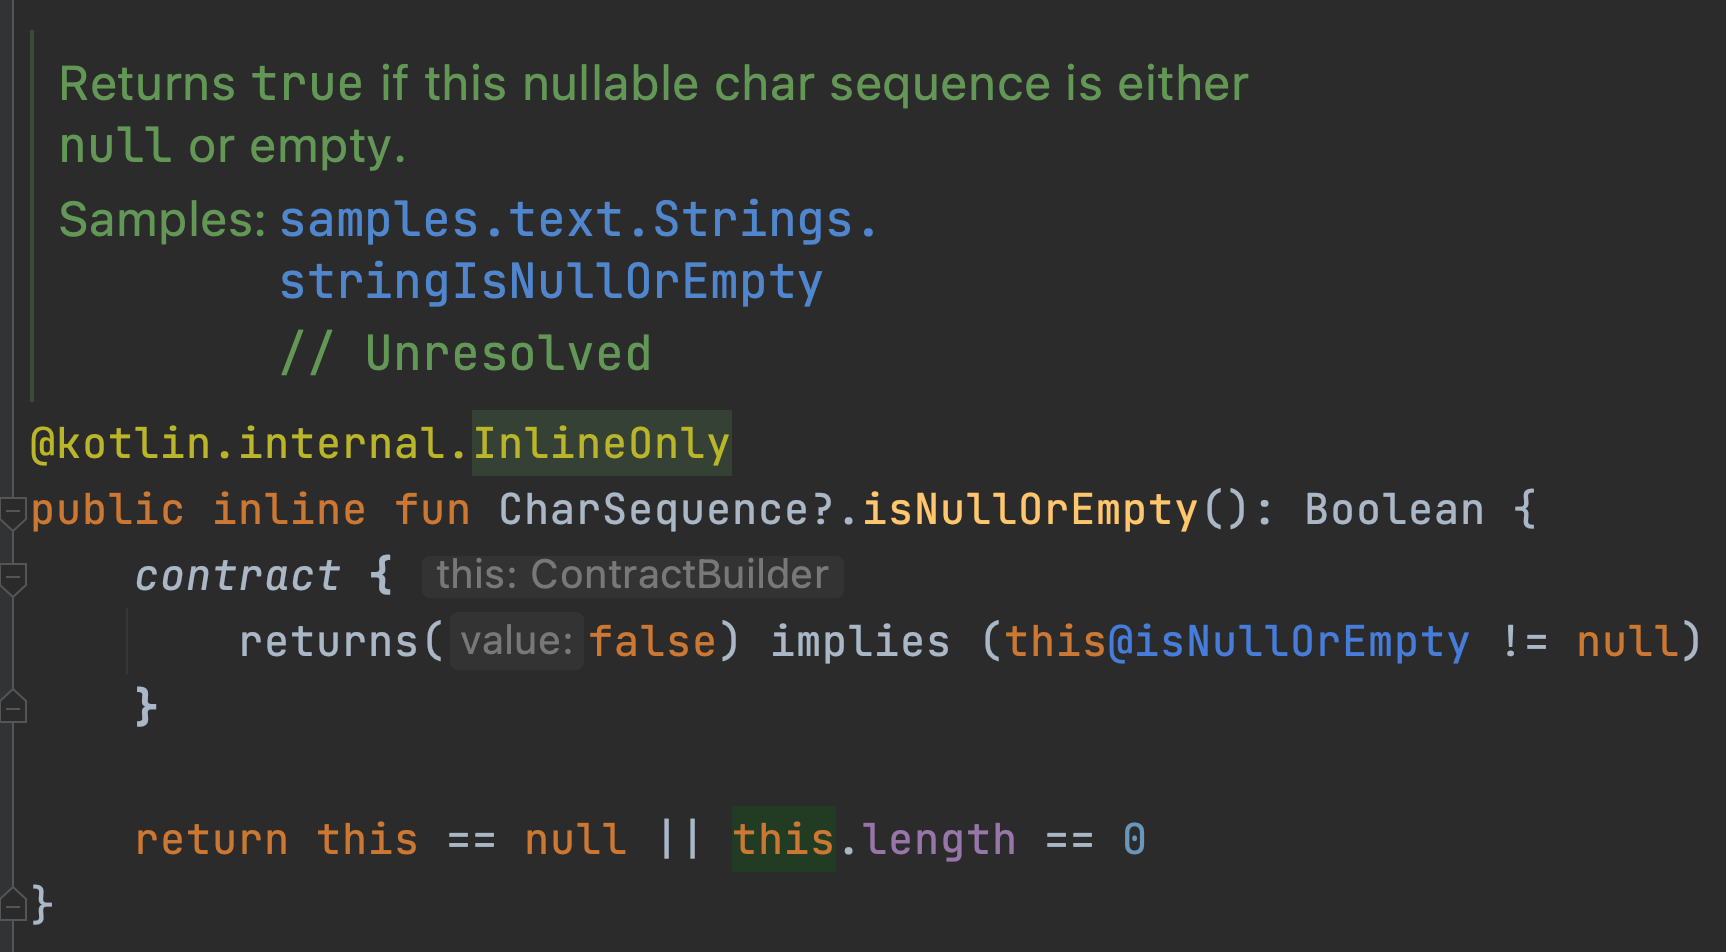 Returns true if this nullable char sequence is either
null or empty.
Samples: samples.text.Strings.
stringIsNullOrEmpty
// Unresolved
@kotlin.internal.InlineOnly
public inline fun CharSequence?.isNullOrEmpty(): Boolean {
contract { this: ContractBuilder
returns( value: false) implies (this@isNullOrEmpty != null)
}
return this == null || this.length == 0
}